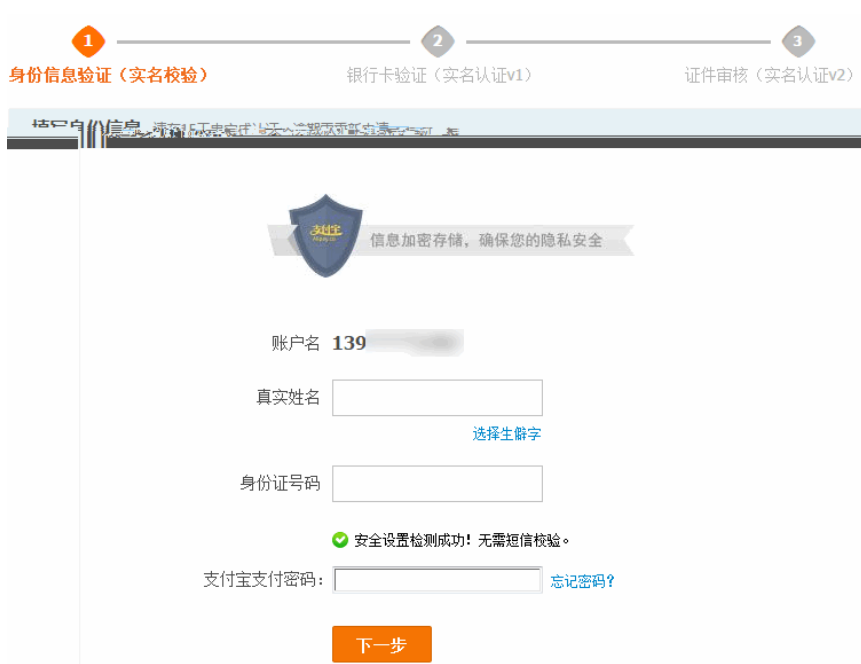 1
2
3
身份信息验证（实名校验）
银行卡验证（实名认证v1）
证件审核（实名认证v2）
支付宝
信息加密存储，确保您的隐私安全
账户名 139
真实姓名
选择生僻字
身份证号码
安全设置检测成功！无需短信校验。
支付宝支付密码：
忘记密码？
下一步